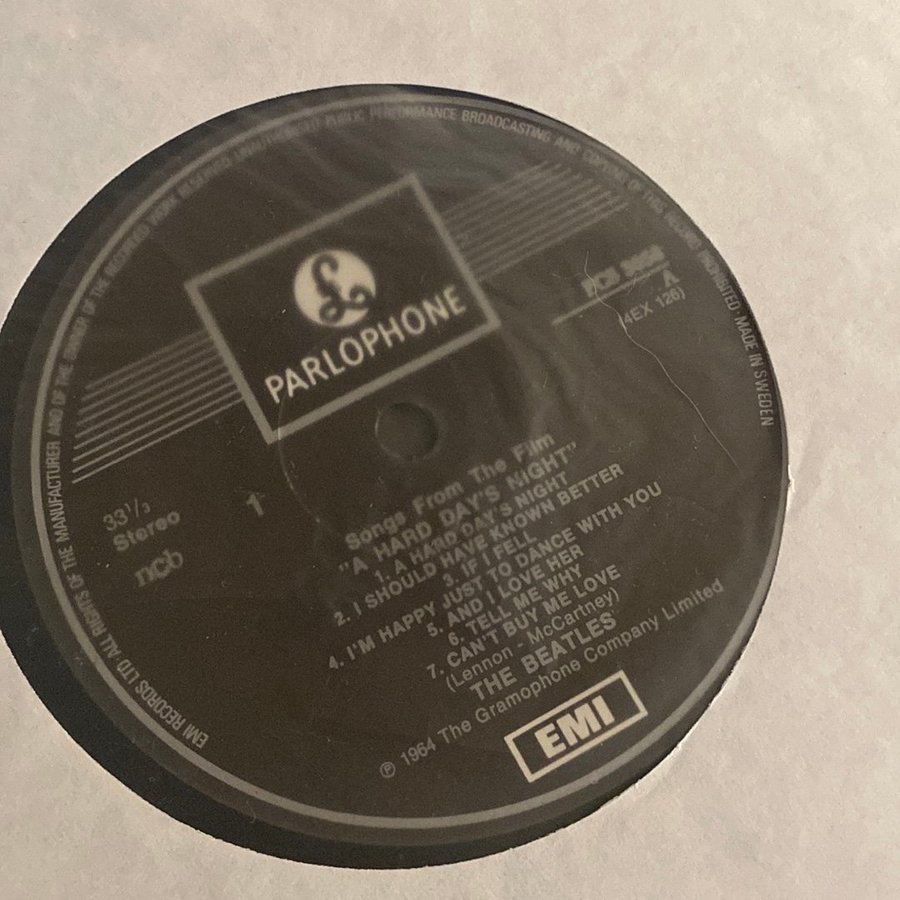 EMI RECORDS LTD ALL RIGHTS OF THE MANUFACTURER AND OF THE OWNER OF THE RECORDED WORK RESERVED UNAUTHORISED PUBLIC PERFORMANCE BROADCASTING AND COPYING OF THIS RECORD PROHIBITED · MADE IN SWEDEN
£
PARLOPHONE
A
(4EX 126)
33 1/3
Stereo
ncb
1
Songs From The Film
"A HARD DAY'S NIGHT"
1. A HARD DAY'S NIGHT
2. I SHOULD HAVE KNOWN BETTER
3. IF I FELL
4. I'M HAPPY JUST TO DANCE WITH YOU
5. AND I LOVE HER
6. TELL ME WHY
7. CAN'T BUY ME LOVE
(Lennon - McCartney)
THE BEATLES
℗ 1964 The Gramophone Company Limited
EMI